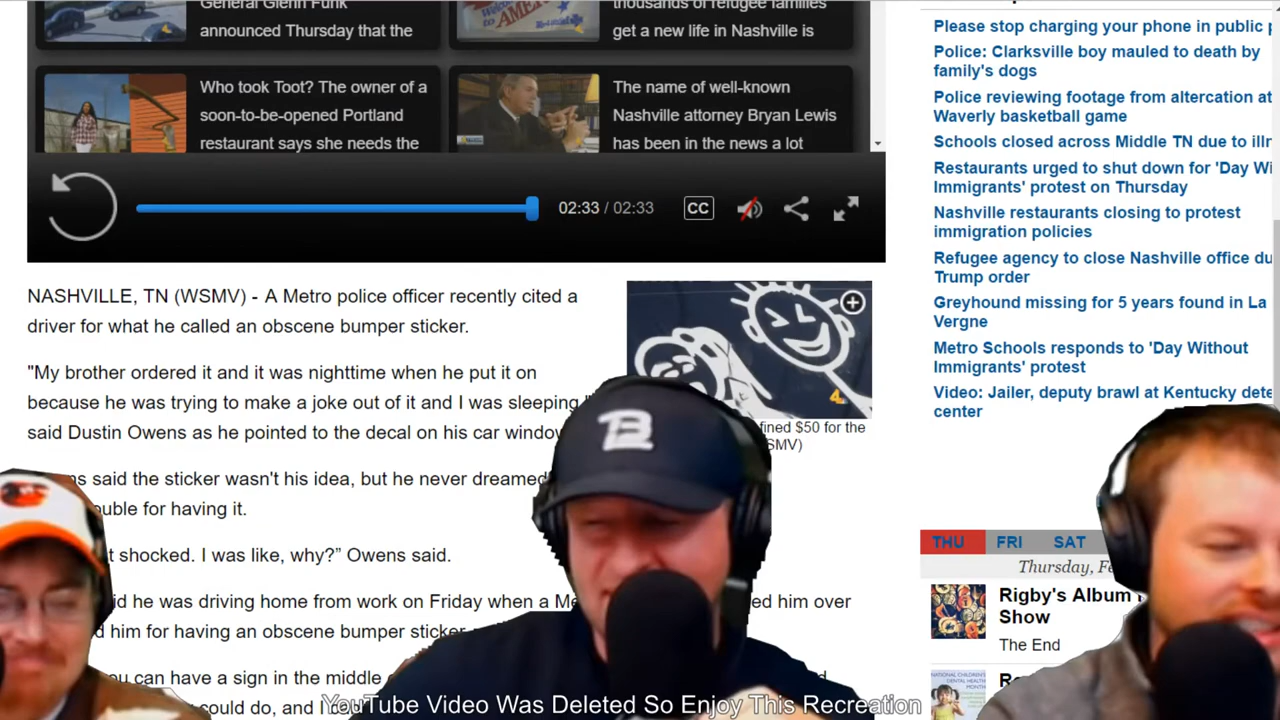 General Glenn Funk
announced Thursday that the
thousands of refugee families
get a new life in Nashville is
Who took Toot? The owner of a
soon-to-be-opened Portland
restaurant says she needs the
The name of well-known
Nashville attorney Bryan Lewis
has been in the news a lot
02:33 / 02:33
CC
NASHVILLE, TN (WSMV) - A Metro police officer recently cited a
driver for what he called an obscene bumper sticker.
"My brother ordered it and it was nighttime when he put it on
because he was trying to make a joke out of it and I was sleeping,"
said Dustin Owens as he pointed to the decal on his car window
said the sticker wasn't his idea, but he never dreamed
for having it.
shocked. I was like, why?" Owens said.
he was driving home from work on Friday when a
him over
him for having an obscene bumper sticker
can have a sign in the middle
could do, and
fined $50 for the
4
B
Please stop charging your phone in public
Police: Clarksville boy mauled to death by
family's dogs
Police reviewing footage from altercation at
Waverly basketball game
Schools closed across Middle TN due to
Restaurants urged to shut down for 'Day
Immigrants' protest on Thursday
Nashville restaurants closing to protest
immigration policies
Refugee agency to close Nashville office
Trump order
Greyhound missing for 5 years found in La
Vergne
Metro Schools responds to 'Day Without
Immigrants' protest
Video: Jailer, deputy brawl at Kentucky
center
THU FRI SAT
Thursday,
Rigby's Album
Show
The End
YouTube Video Was Deleted So Enjoy This Recreation